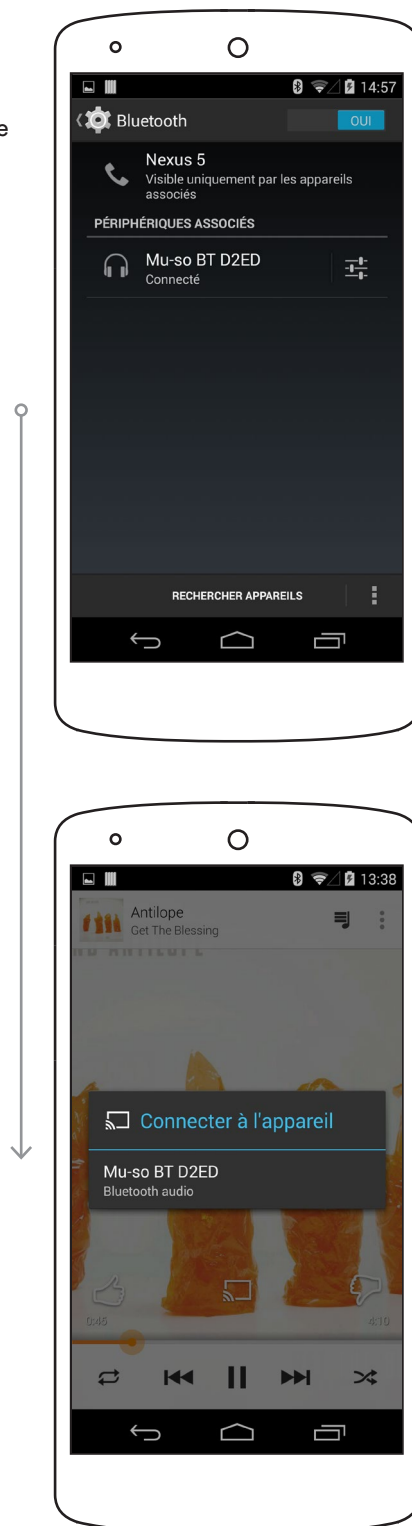 e
14:57
Bluetooth
OUI
Nexus 5
Visible uniquement par les appareils
associés
PÉRIPHÉRIQUES ASSOCIÉS
Mu-so BT D2ED
Connecté
RECHERCHER APPAREILS
13:38
Antilope
Get The Blessing
Connecter à l'appareil
Mu-so BT D2ED
Bluetooth audio
0:45
4:10